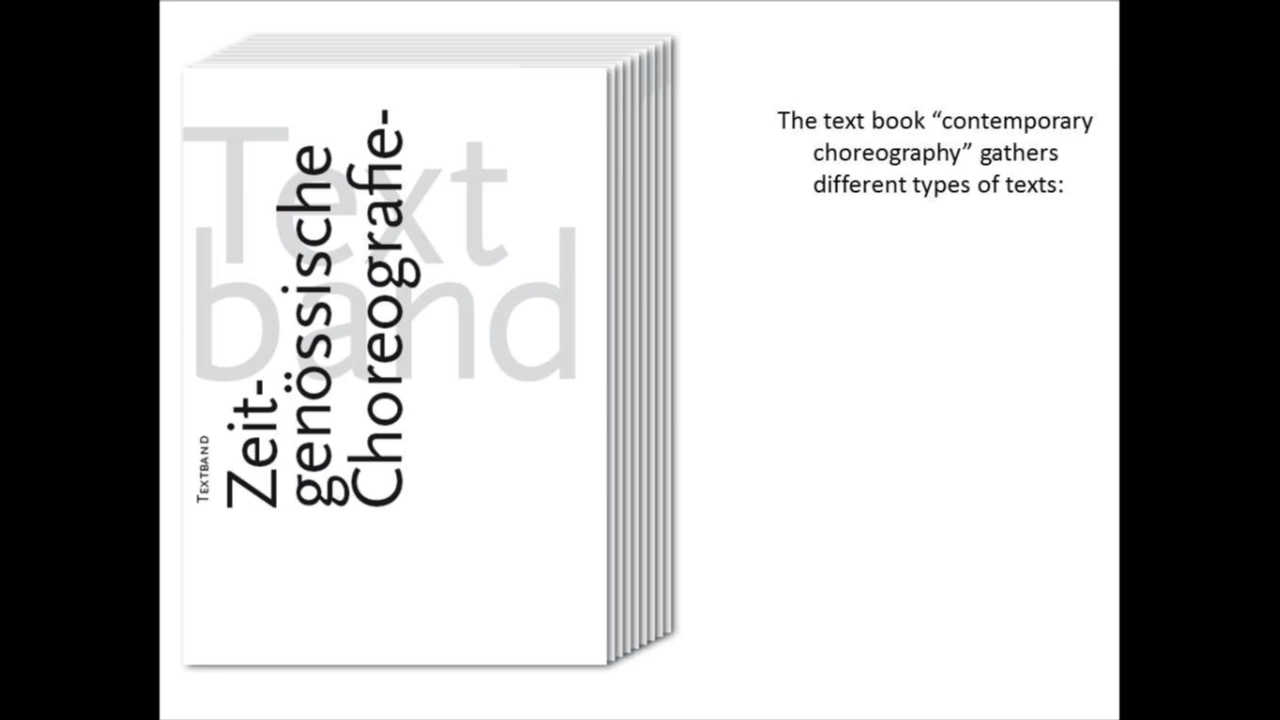 Text
band
TEXTBAND
Zeit-
genössische
Choreografie-
The text book “contemporary
choreography” gathers
different types of texts: